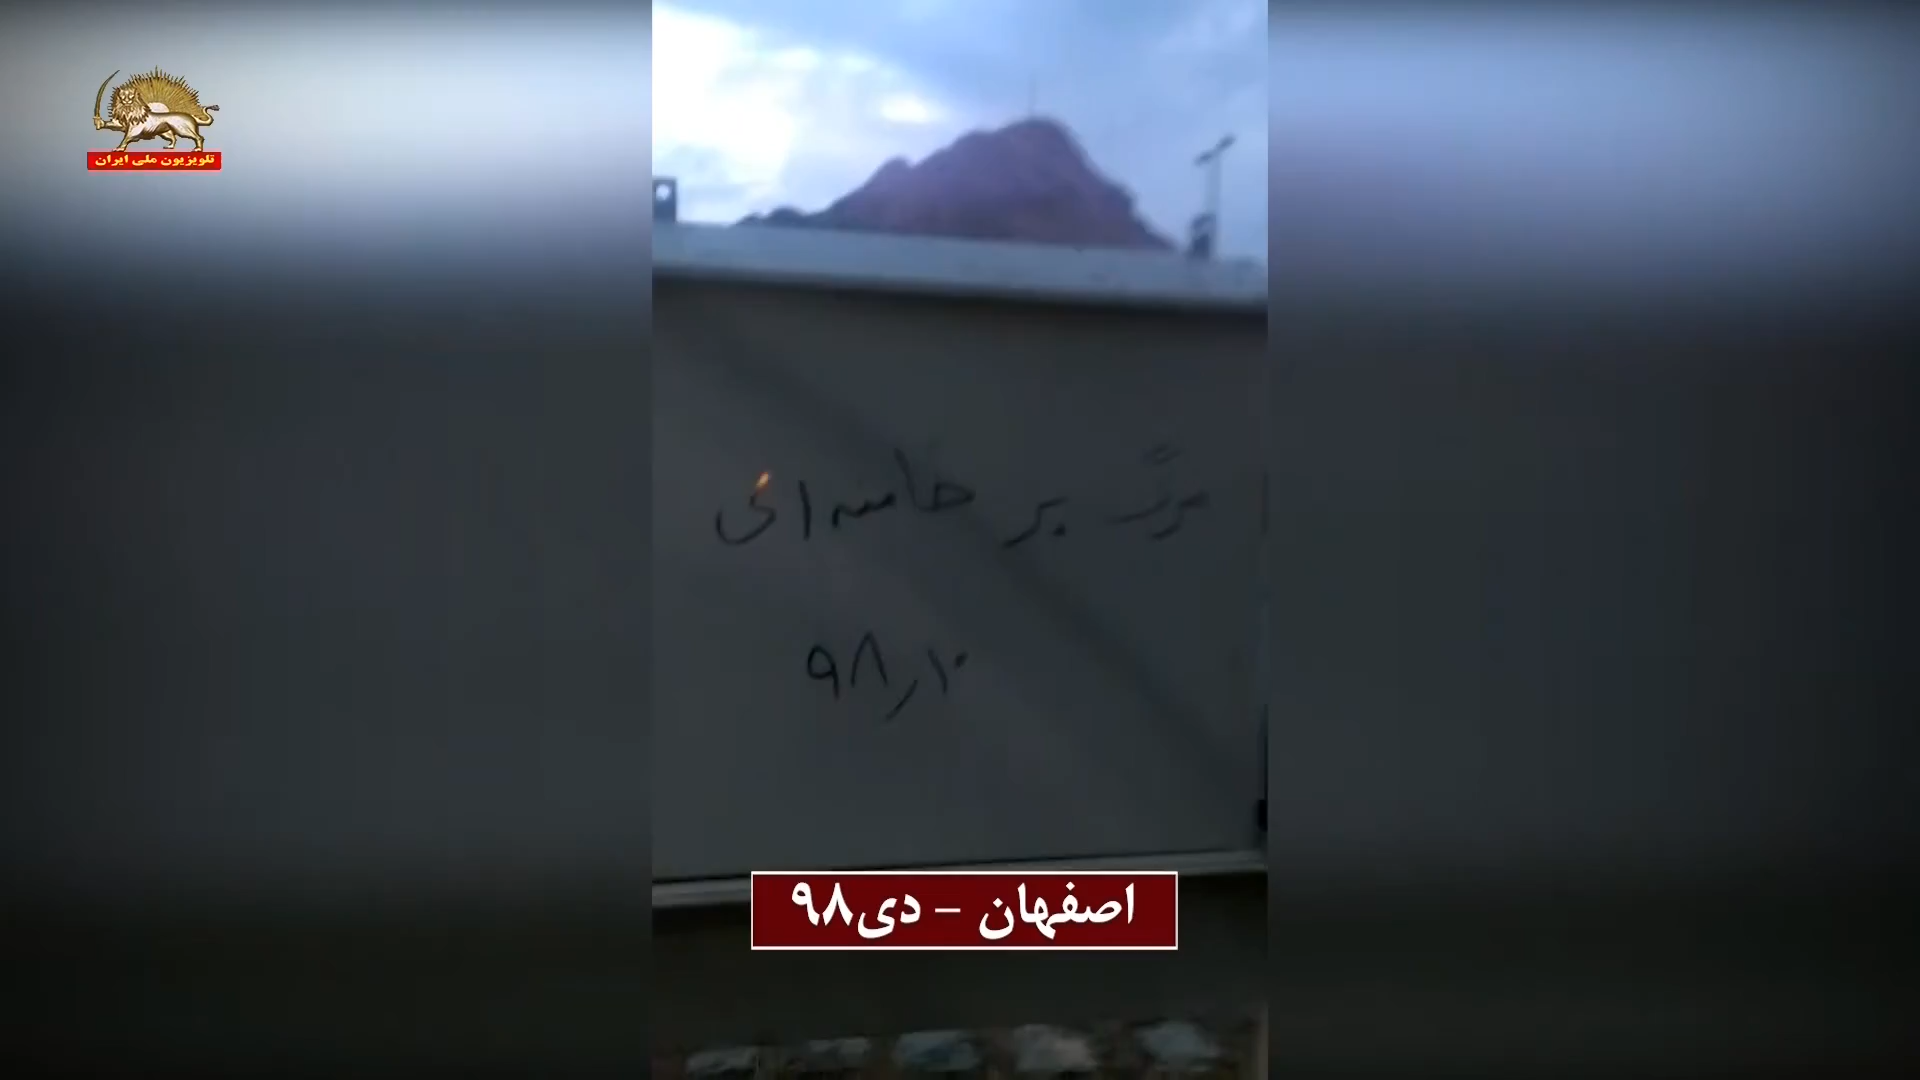 تلویزیون ملی ایران
مرگ بر خامنه ای
۹۸٫۱۰
اصفهان – دی۹۸